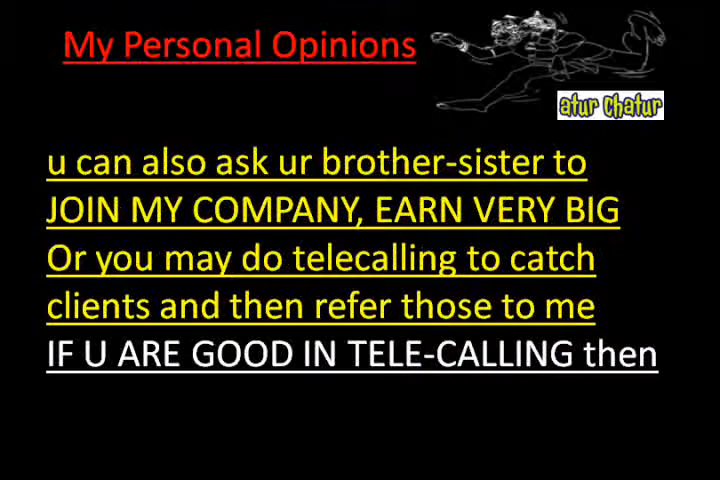 My Personal Opinions
atur chatur
u can also ask ur brother-sister to
JOIN MY COMPANY, EARN VERY BIG
Or you may do telecalling to catch
clients and then refer those to me
IF U ARE GOOD IN TELE-CALLING then